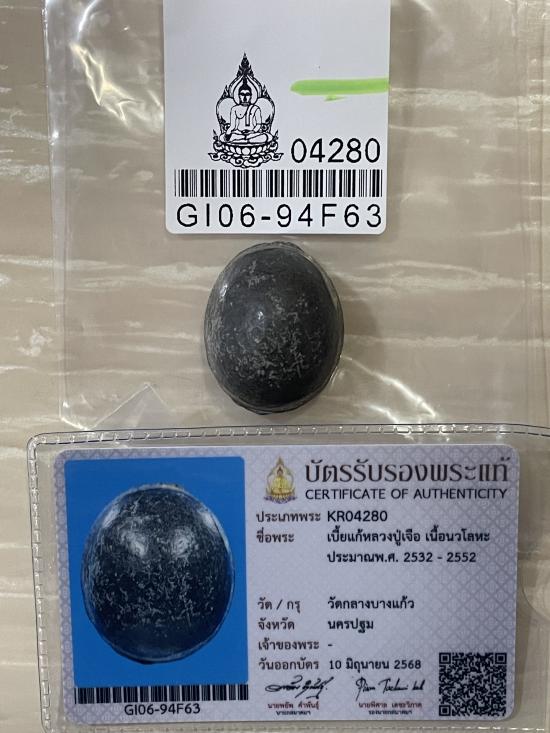 04280
GI06-94F63
บัตรรับรองพระแท้
CERTIFICATE OF AUTHENTICITY
ประเภทพระ KR04280
ชื่อพระ เบี้ยแก้หลวงปู่เจือ เนื้อนวโลหะ
ประมาณพ.ศ. 2532 - 2552
วัด / กรุ วัดกลางบางแก้ว
จังหวัด นครปฐม
เจ้าของพระ -
วันออกบัตร 10 มิถุนายน 2568
GI06-94F63